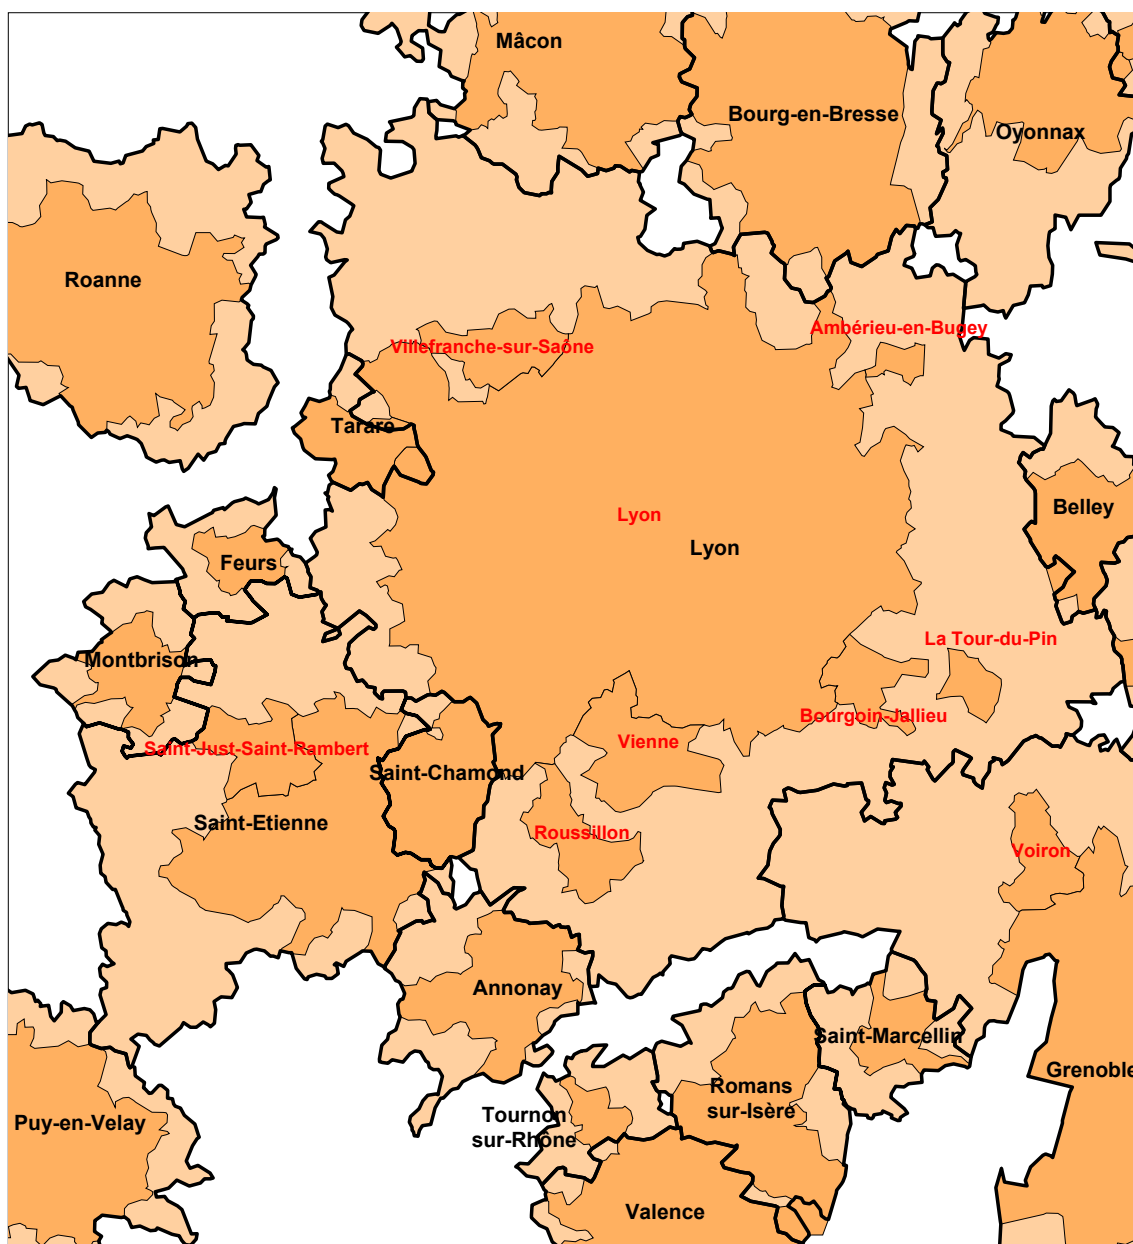 Mâcon
Bourg-en-Bresse
Oyonnax
Roanne
Ambérieu-en-Bugey
Villefranche-sur-Saône
Tarare
Belley
Lyon
Lyon
Feurs
La Tour-du-Pin
Montbrison
Bourgoin-Jallieu
Vienne
Saint-Just-Saint-Rambert
Saint-Chamond
Saint-Etienne
Roussillon
Voiron
Annonay
Saint-Marcellin
Grenoble
Romans
sur-Isère
Tournon
sur-Rhône
Puy-en-Velay
Valence